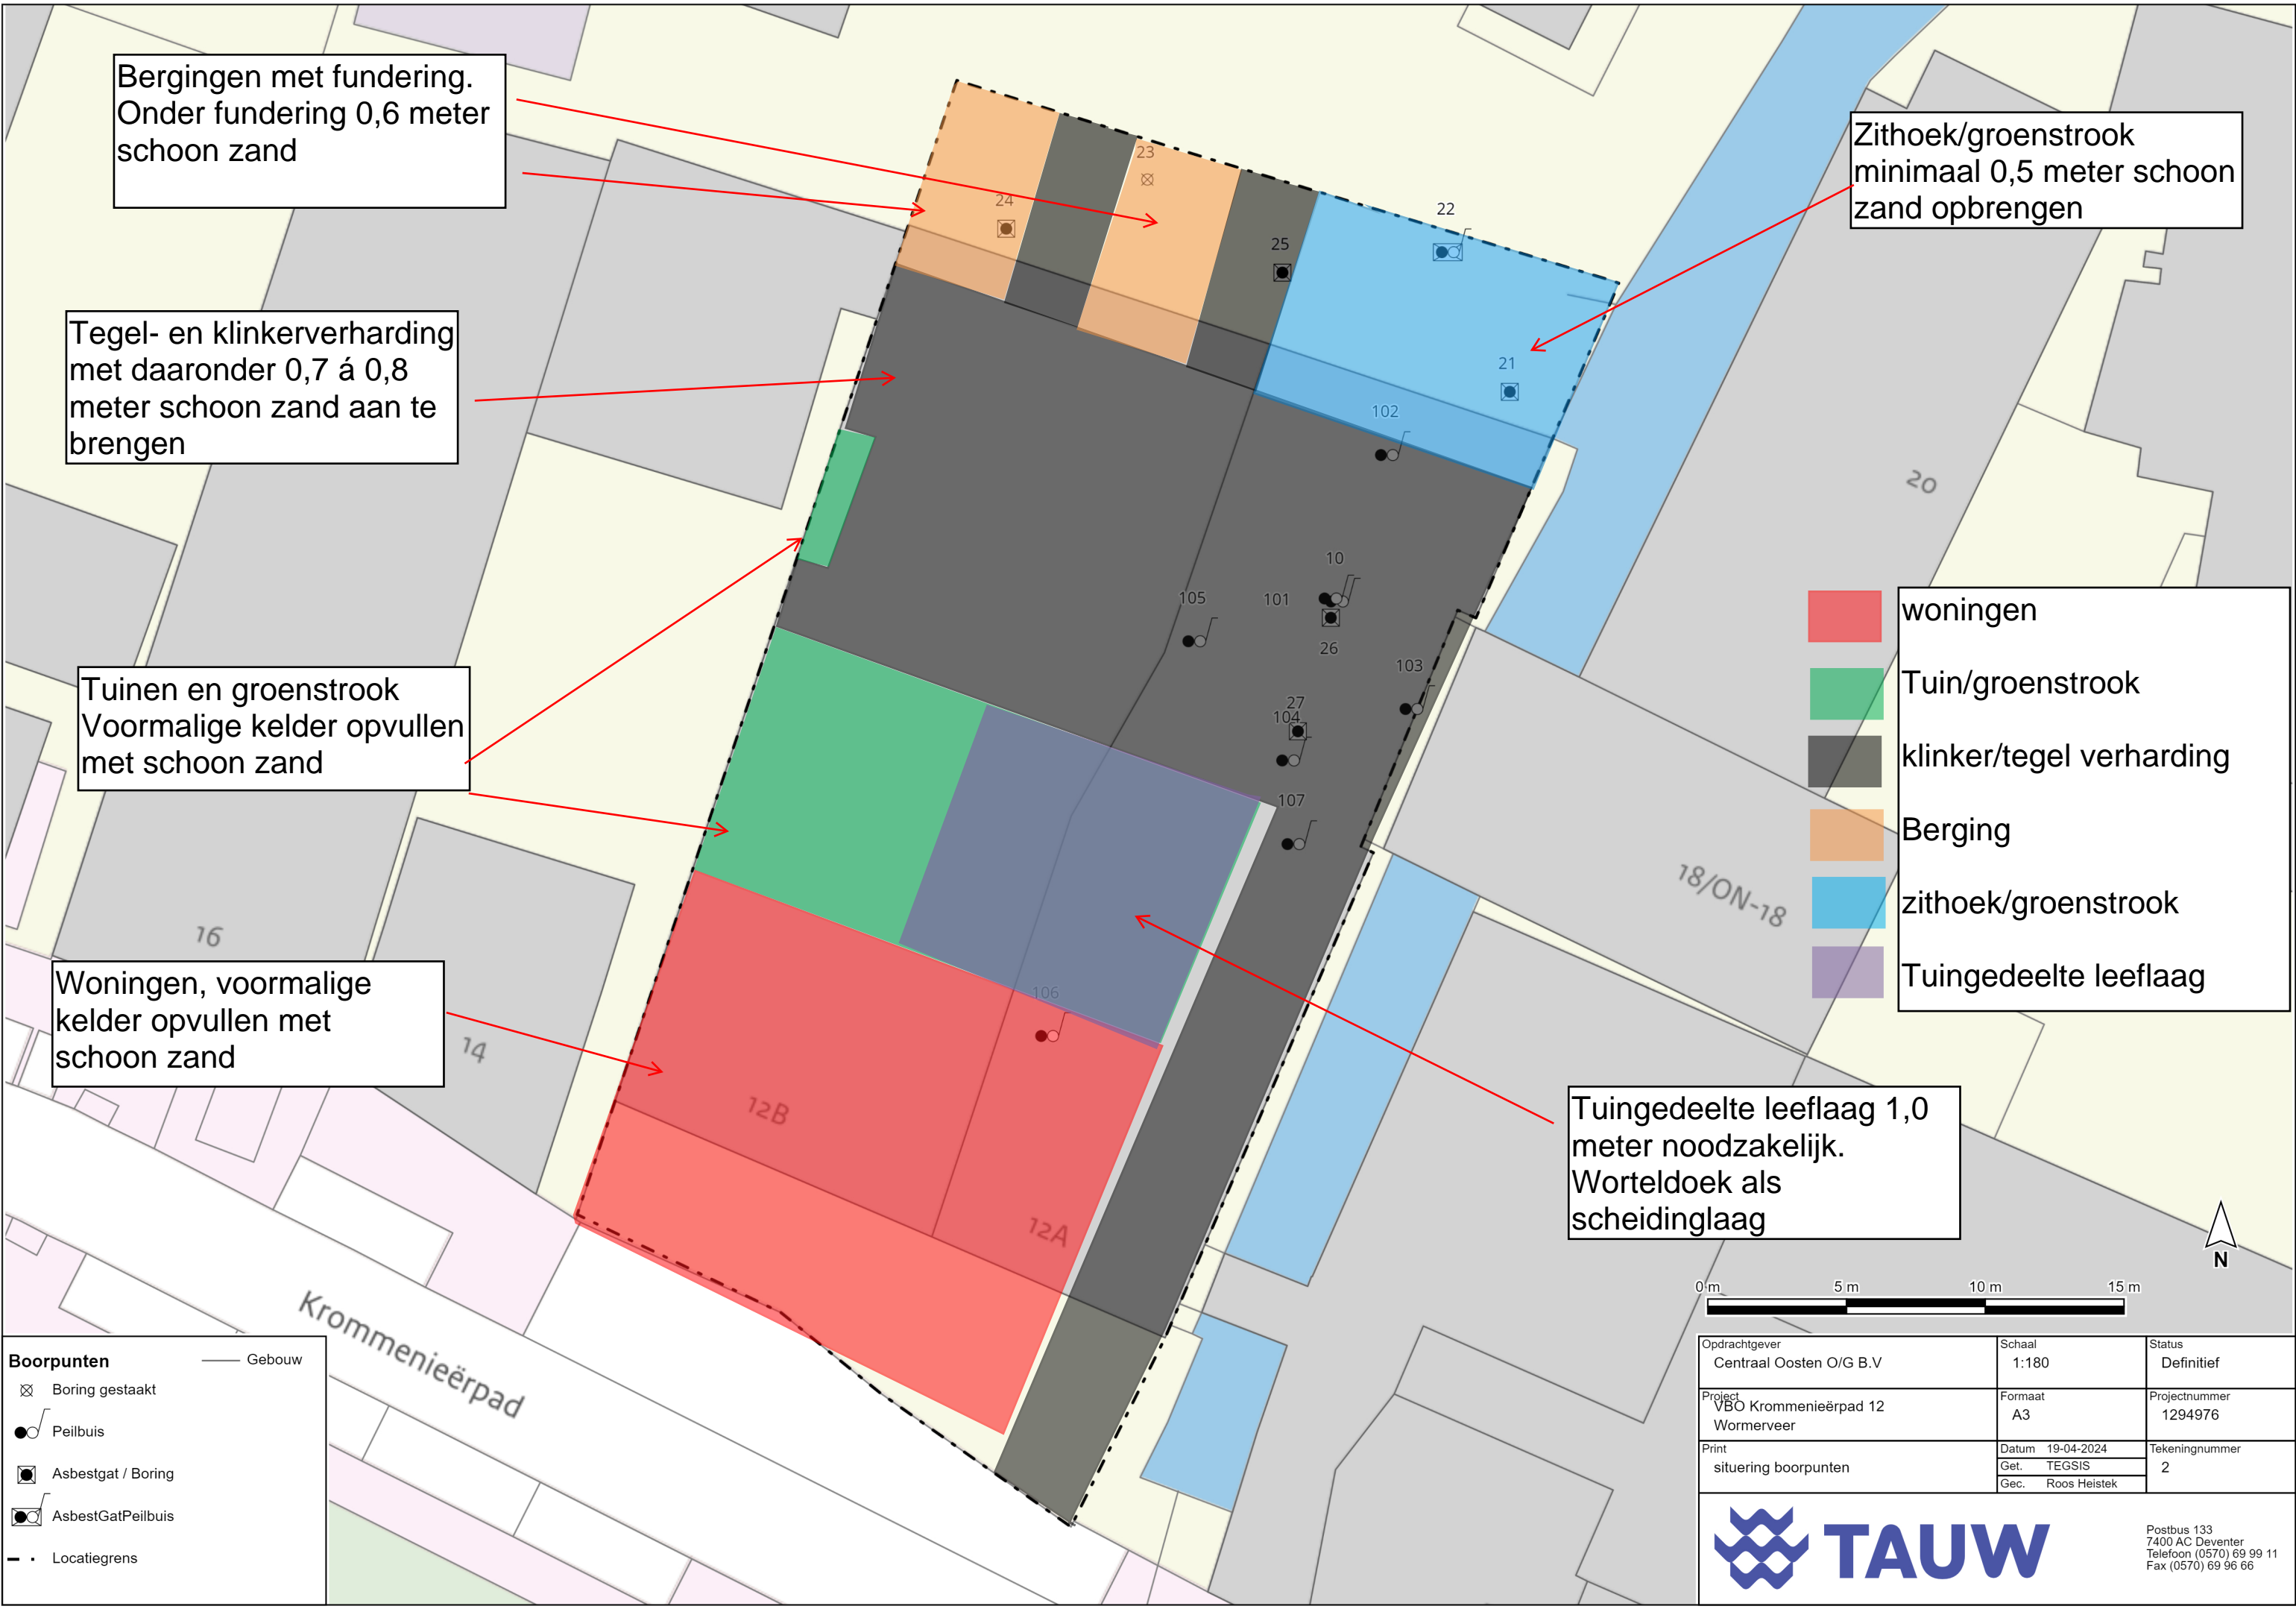 Bergingen met fundering.
Onder fundering 0,6 meter
schoon zand
Zithoek/groenstrook
minimaal 0,5 meter schoon
zand opbrengen
Tegel- en klinkerverharding
met daaronder 0,7 á 0,8
meter schoon zand aan te
brengen
Tuinen en groenstrook
Voormalige kelder opvullen
met schoon zand
Woningen, voormalige
kelder opvullen met
schoon zand
Tuingedeelte leeflaag 1,0
meter noodzakelijk.
Worteldoek als
scheidinglaag
23
24
22
25
21
102
10
105
101
26
103
27
104
107
106
20
18/ON-18
16
14
12B
12A
Krommenieërpad
woningen
Tuin/groenstrook
klinker/tegel verharding
Berging
zithoek/groenstrook
Tuingedeelte leeflaag
N
0 m 5 m 10 m 15 m
Boorpunten
Gebouw
Boring gestaakt
Peilbuis
Asbestgat / Boring
AsbestGatPeilbuis
Locatiegrens
Opdrachtgever
Centraal Oosten O/G B.V
Schaal
1:180
Status
Definitief
Project
VBO Krommenieërpad 12
Wormerveer
Formaat
A3
Projectnummer
1294976
Print
situering boorpunten
Datum 19-04-2024
Get. TEGSIS
Gec. Roos Heistek
Tekeningnummer
2
TAUW
Postbus 133
7400 AC Deventer
Telefoon (0570) 69 99 11
Fax (0570) 69 96 66